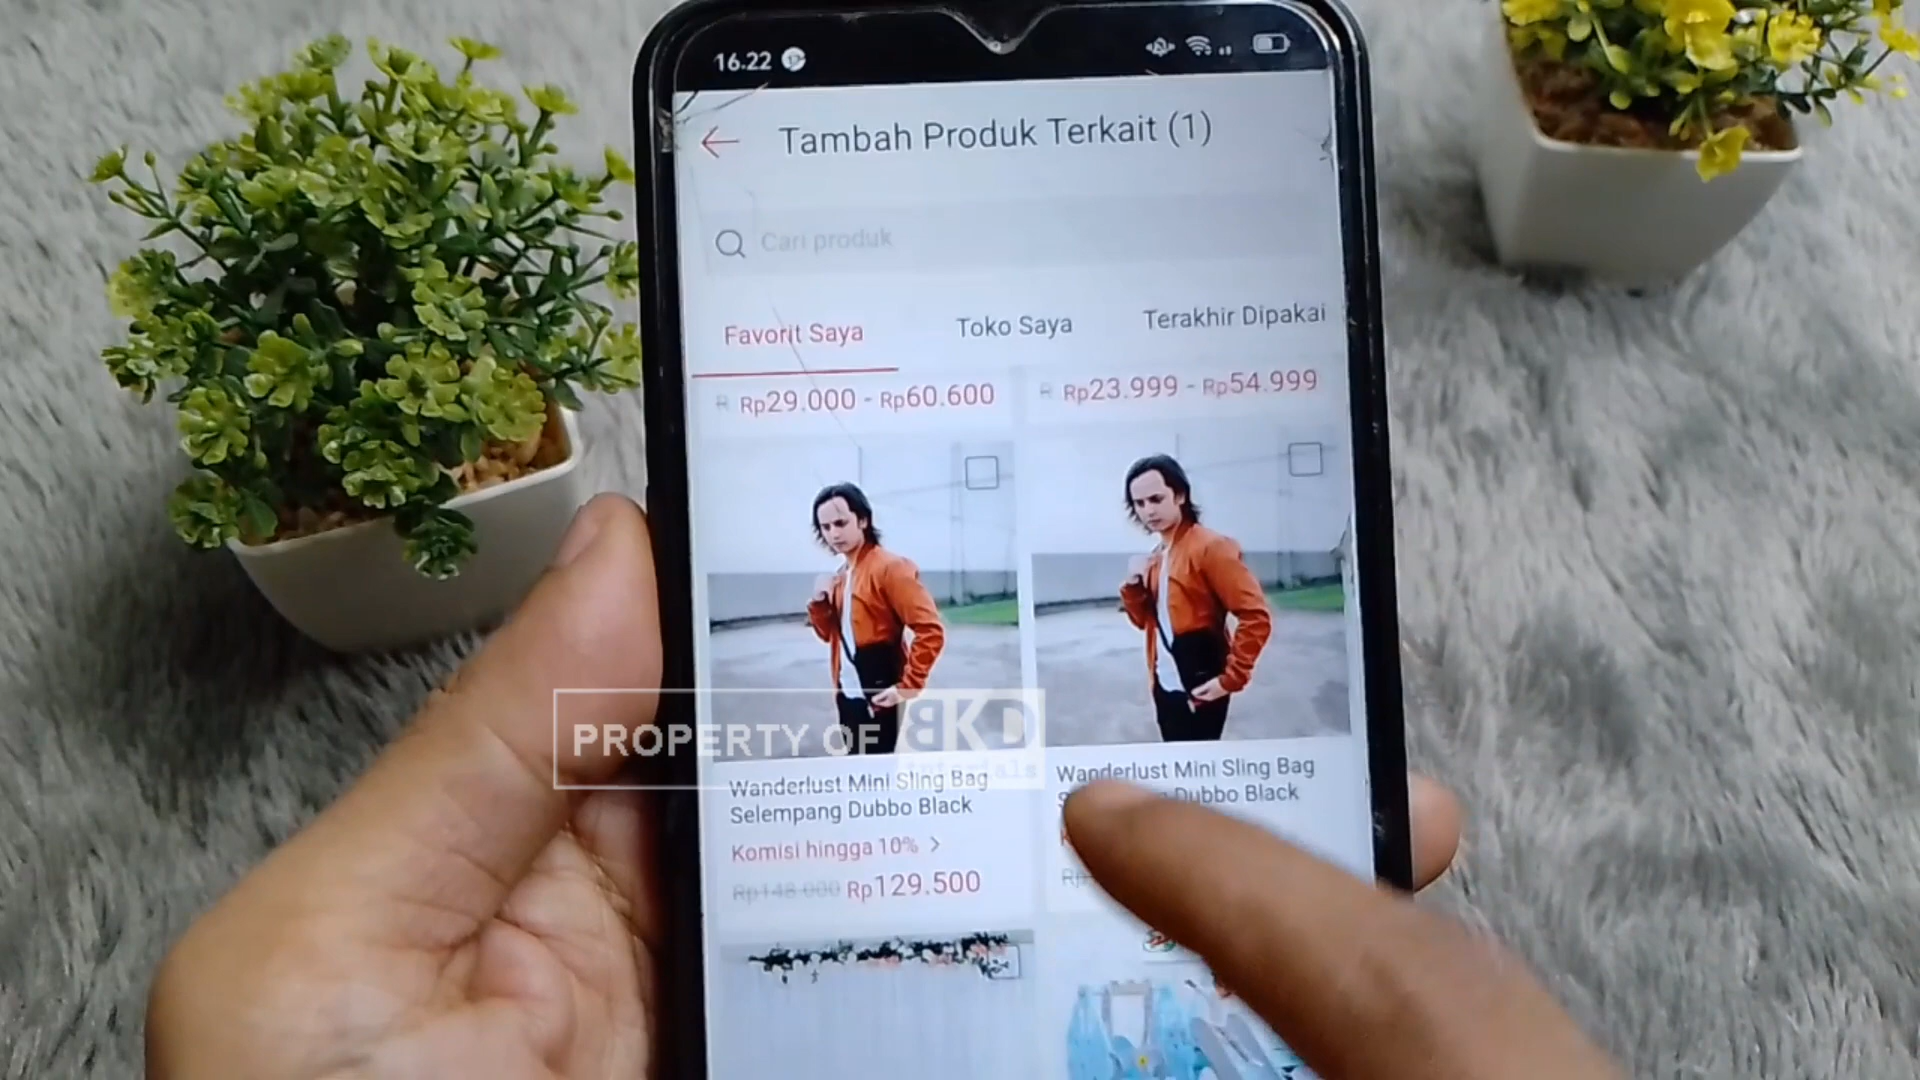 16.22
Tambah Produk Terkait (1)
Cari produk
Favorit Saya
Toko Saya
Terakhir Dipakai
Rp29.000 - Rp60.600
Rp23.999 - Rp54.999
PROPERTY OF BKD
tutorials
Wanderlust Mini Sling Bag
Selempang Dubbo Black
Komisi hingga 10% >
Rp148.000 Rp129.500
Wanderlust Mini Sling Bag
Dubbo Black
Rp